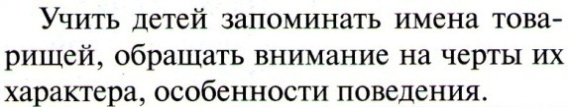 Учить детей запоминать имена това-
рищей, обращать внимание на черты их
характера, особенности поведения.